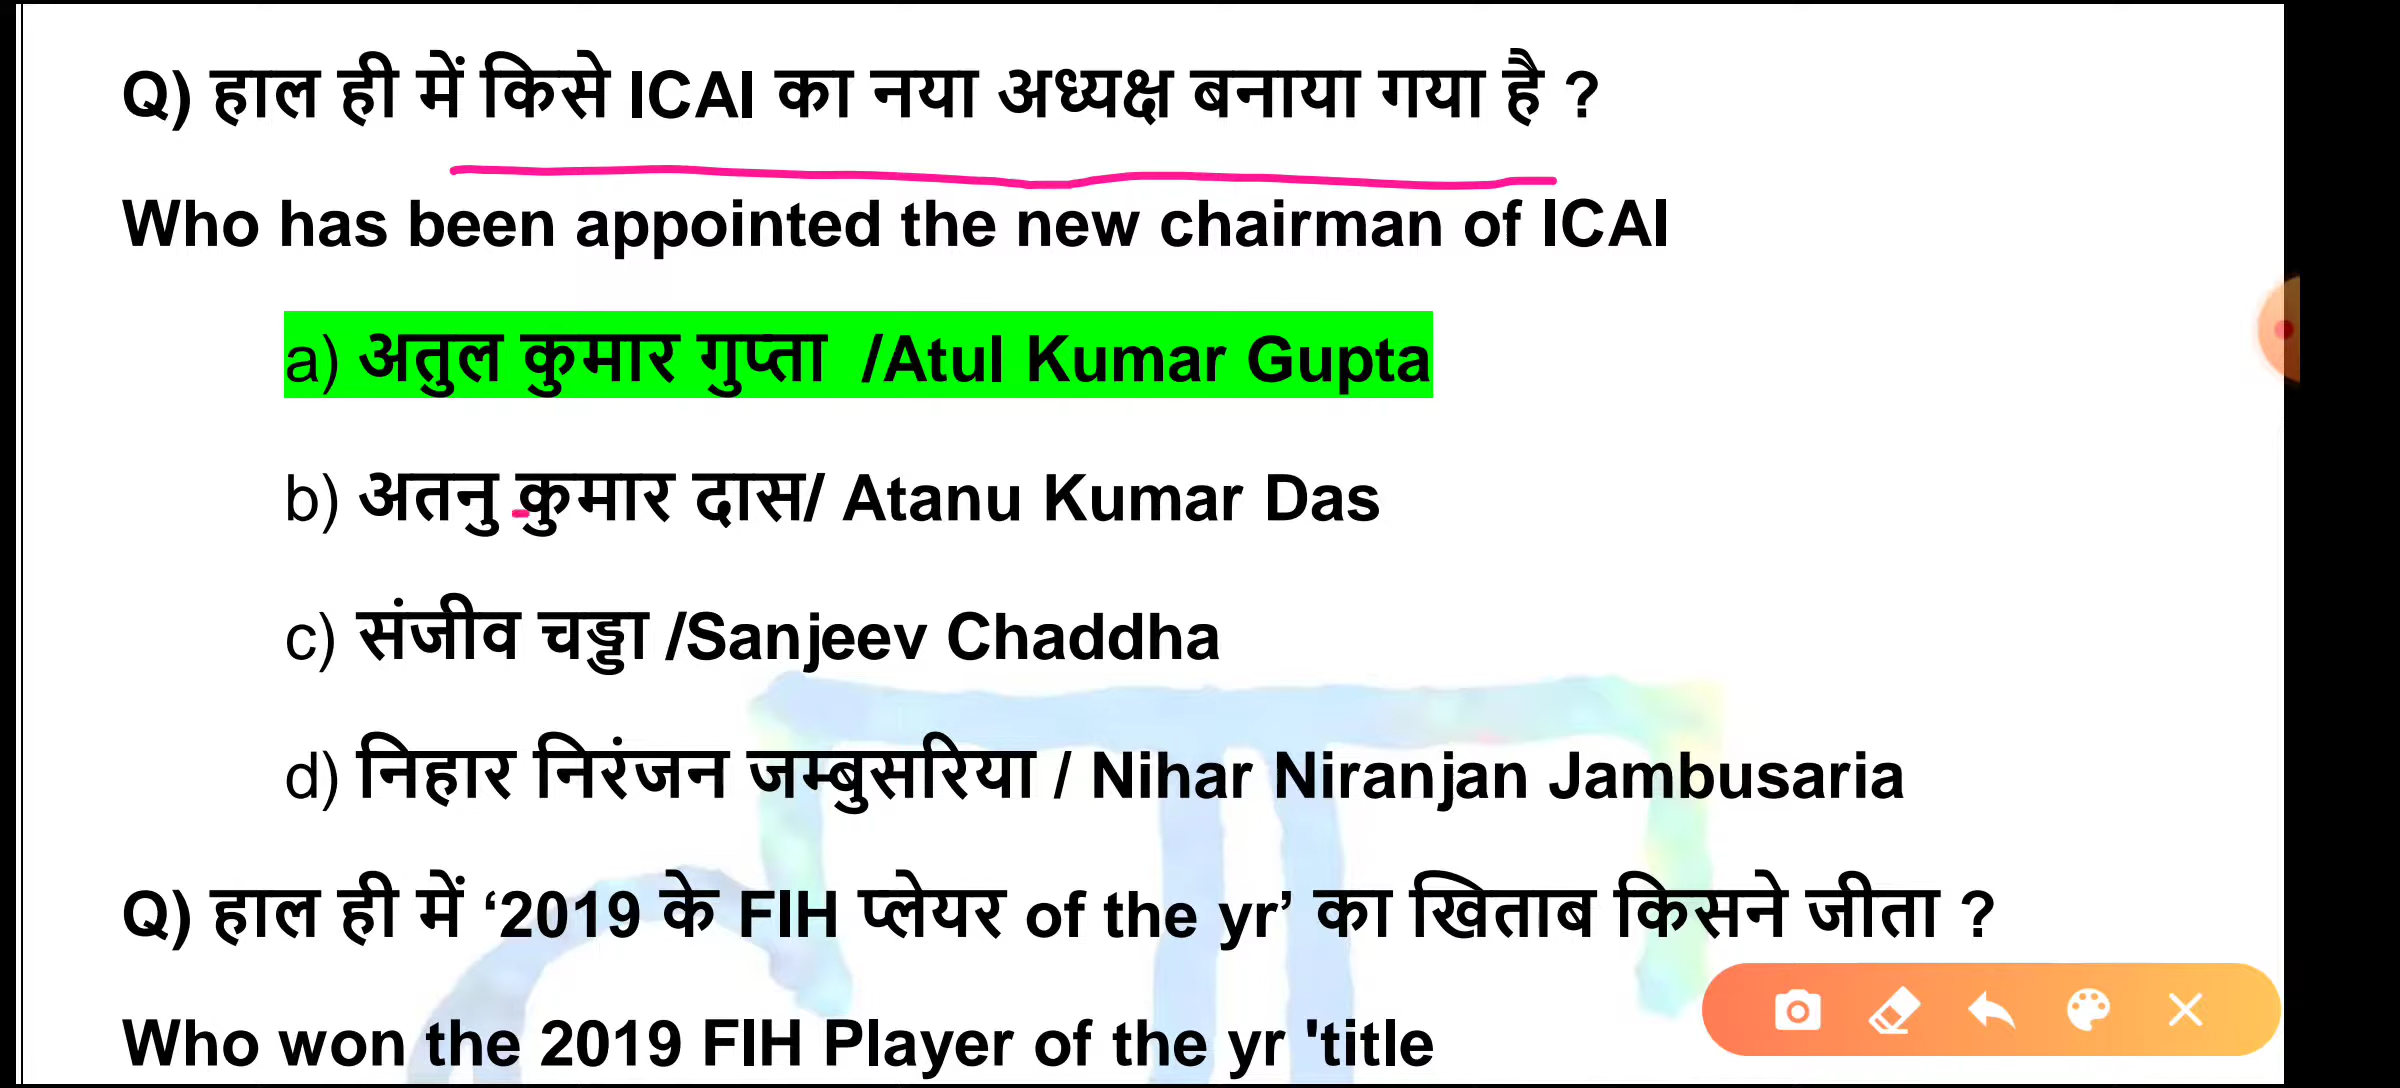 Q) हाल ही में किसे ICAI का नया अध्यक्ष बनाया गया है ?
Who has been appointed the new chairman of ICAI
a) अतुल कुमार गुप्ता /Atul Kumar Gupta
b) अतनु कुमार दास/ Atanu Kumar Das
c) संजीव चड्डा /Sanjeev Chaddha
d) निहार निरंजन जम्बुसरिया / Nihar Niranjan Jambusaria
Q) हाल ही में ‘2019 के FIH प्लेयर of the yr’ का खिताब किसने जीता ?
Who won the 2019 FIH Player of the yr 'title